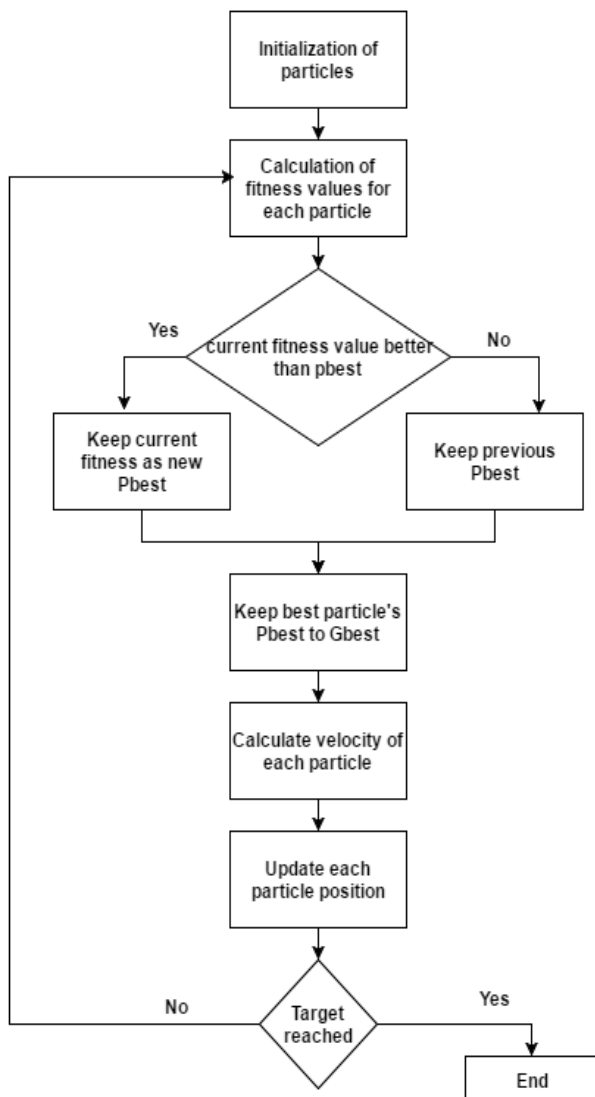 Initialization of
particles
Calculation of
fitness values for
each particle
Yes
current fitness value better
than pbest
No
Keep current
fitness as new
Pbest
Keep previous
Pbest
Keep best particle's
Pbest to Gbest
Calculate velocity of
each particle
Update each
particle position
No
Target
reached
Yes
End